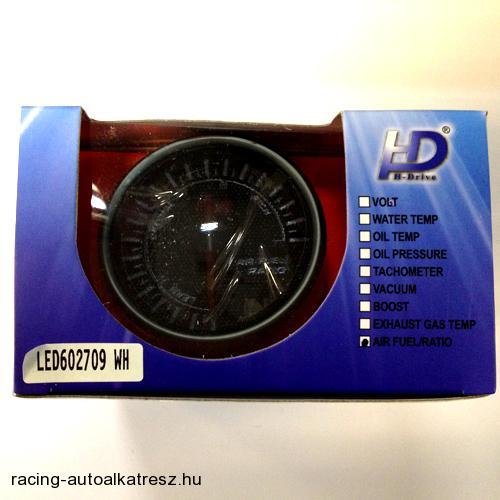 HD®
H-Drive
VOLT
WATER TEMP
OIL TEMP
OIL PRESSURE
TACHOMETER
VACUUM
BOOST
EXHAUST GAS TEMP
AIR FUEL/RATIO
RATIO
LED602709 WH
racing-autoalkatresz.hu